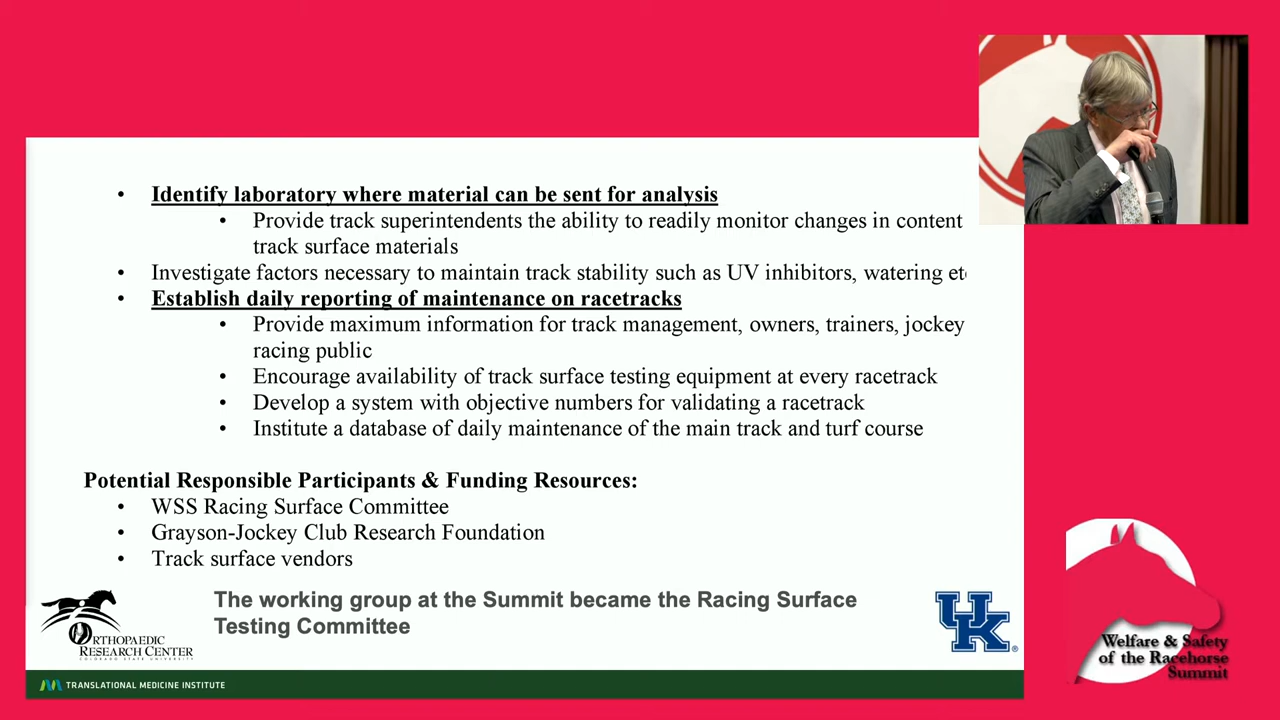 Identify laboratory where material can be sent for analysis
Provide track superintendents the ability to readily monitor changes in content
track surface materials
Investigate factors necessary to maintain track stability such as UV inhibitors, watering et
Establish daily reporting of maintenance on racetracks
Provide maximum information for track management, owners, trainers, jockey
racing public
Encourage availability of track surface testing equipment at every racetrack
Develop a system with objective numbers for validating a racetrack
Institute a database of daily maintenance of the main track and turf course
Potential Responsible Participants & Funding Resources:
WSS Racing Surface Committee
Grayson-Jockey Club Research Foundation
Track surface vendors
The working group at the Summit became the Racing Surface
Testing Committee
ORTHOPAEDIC
RESEARCH CENTER
COLORADO STATE UNIVERSITY
UK
TRANSLATIONAL MEDICINE INSTITUTE
Welfare & Safety
of the Racehorse
Summit